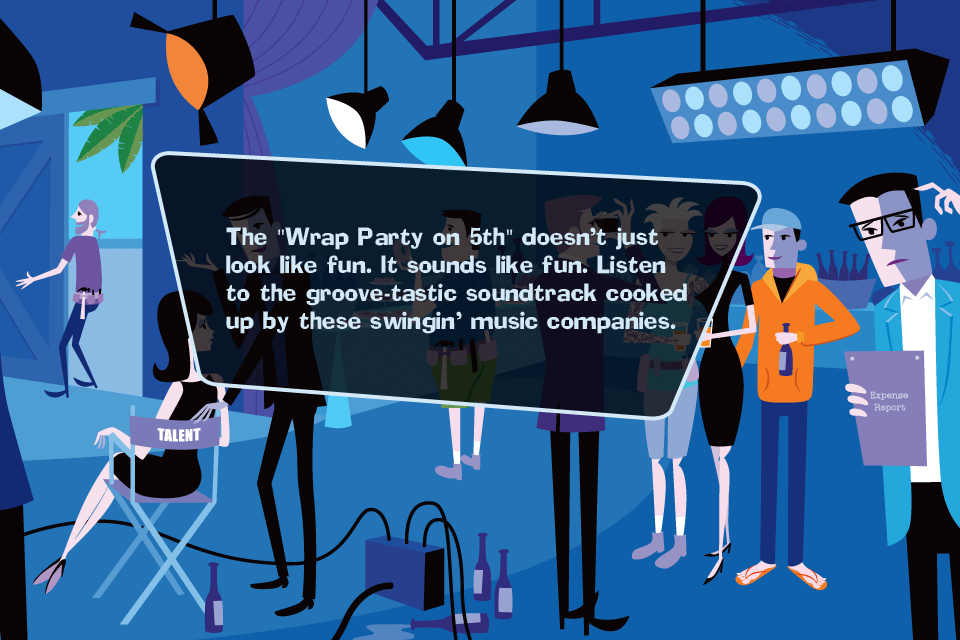 The "Wrap Party on 5th" doesn't just
look like fun. It sounds like fun. Listen
to the groove-tastic soundtrack cooked
up by these swingin' music companies.
Expense
Report
TALENT